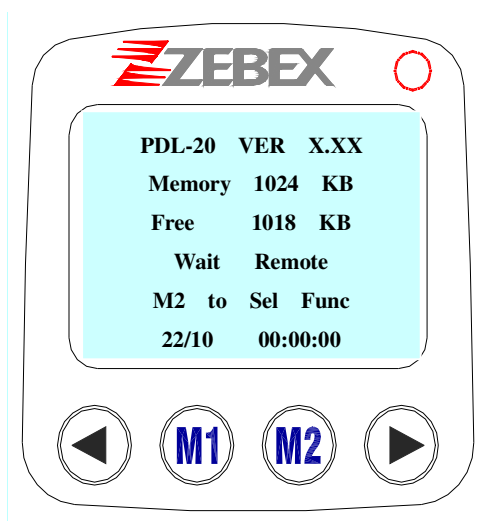 ZEBEX
PDL-20 VER X.XX
Memory 1024 KB
Free 1018 KB
Wait Remote
M2 to Sel Func
22/10 00:00:00
M1 M2